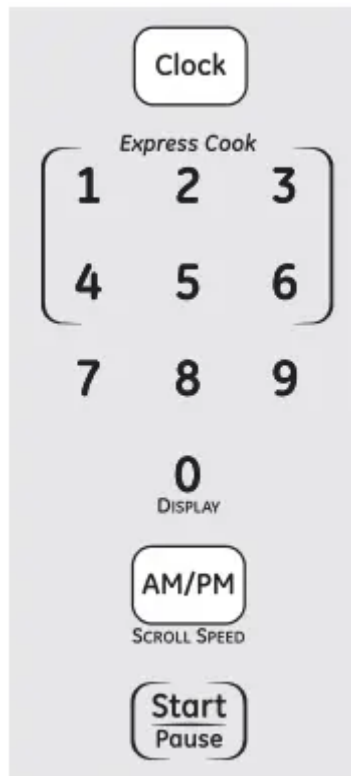 Clock
Express Cook
1 2 3
4 5 6
7 8 9
0
DISPLAY
AM/PM
SCROLL SPEED
Start
Pause